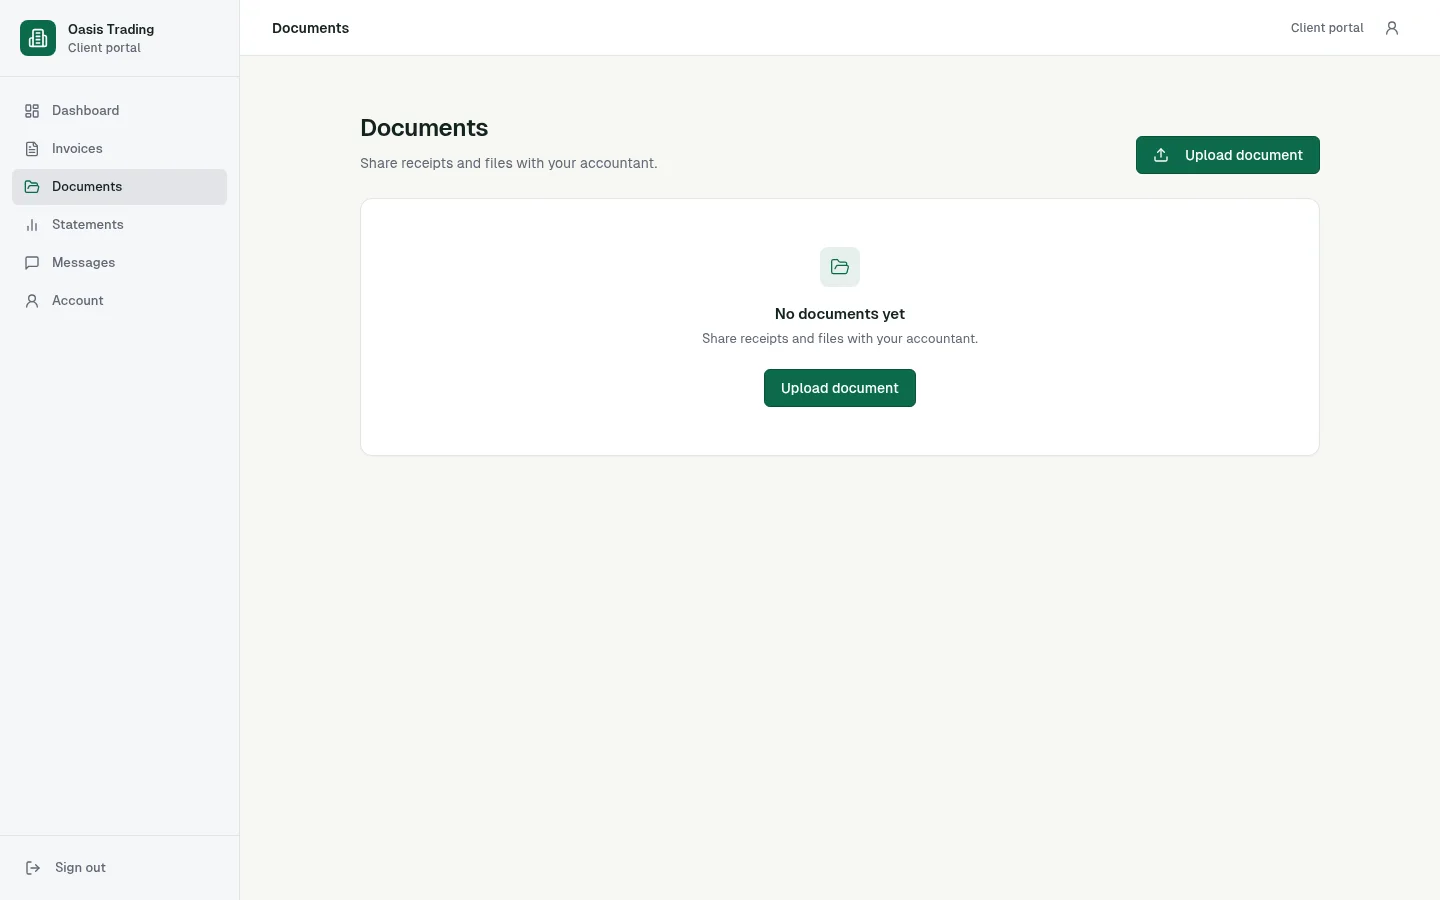 Oasis Trading
Client portal
Dashboard
Invoices
Documents
Statements
Messages
Account
Sign out
Documents
Client portal
Documents
Share receipts and files with your accountant.
Upload document
No documents yet
Share receipts and files with your accountant.
Upload document